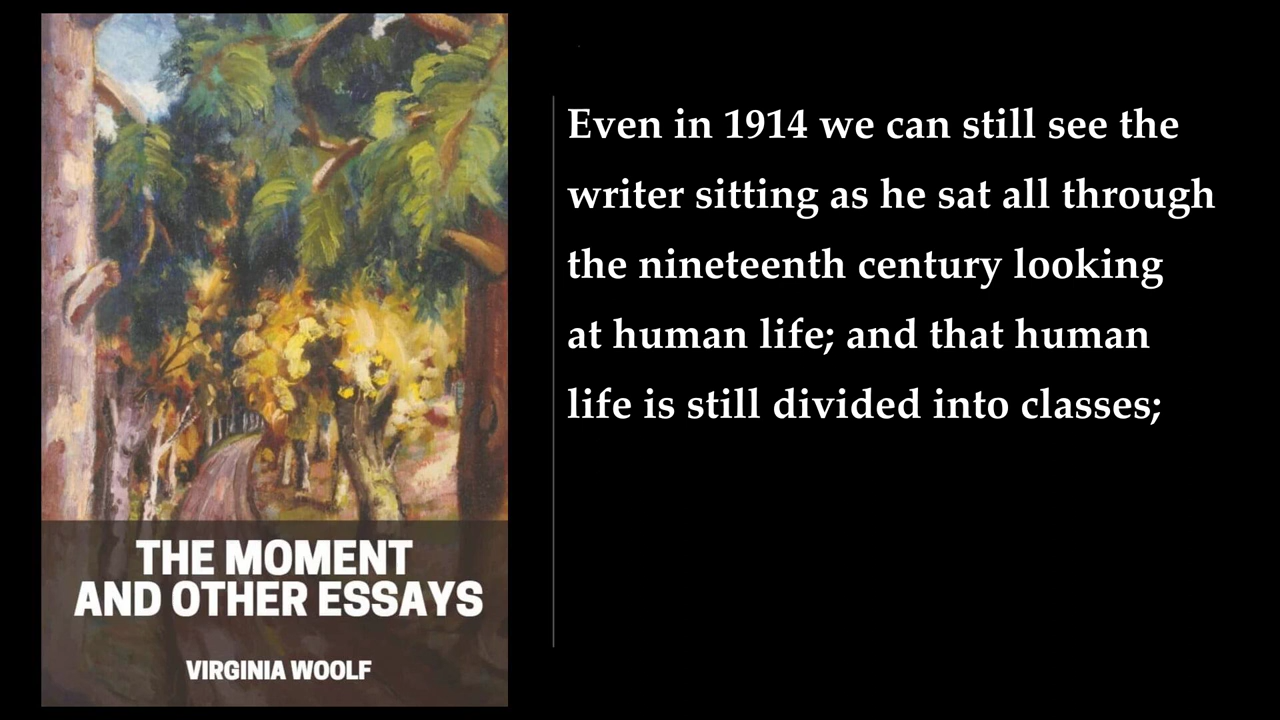 THE MOMENT
AND OTHER ESSAYS
VIRGINIA WOOLF
Even in 1914 we can still see the
writer sitting as he sat all through
the nineteenth century looking
at human life; and that human
life is still divided into classes;